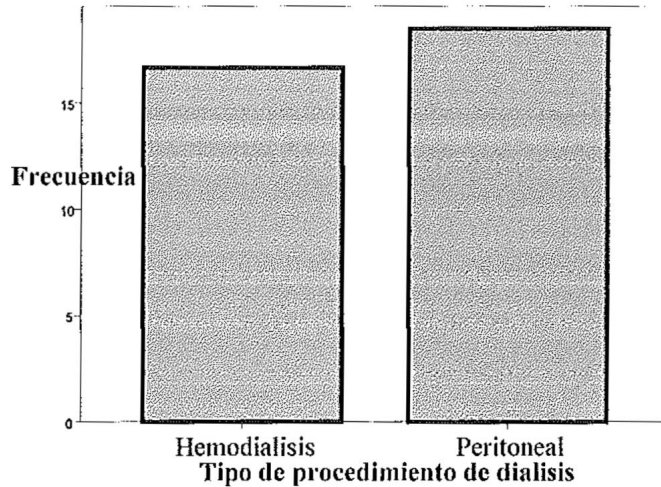 15
Frecuencia
10
5
0
Hemodialisis Peritoneal
Tipo de procedimiento de dialisis